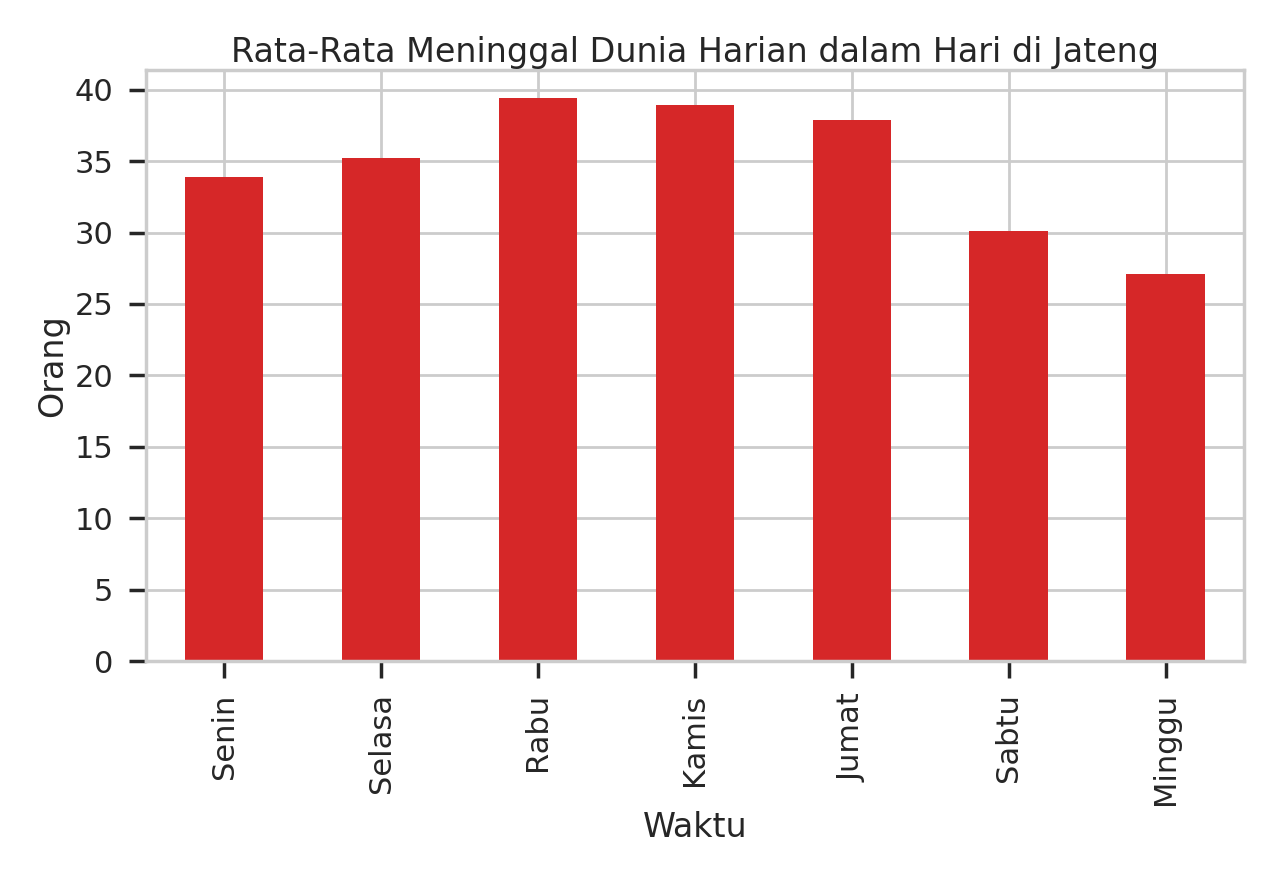 Rata-Rata Meninggal Dunia Harian dalam Hari di Jateng
40
35
30
25
20
15
10
5
0
Orang
Senin
Selasa
Rabu
Kamis
Jumat
Sabtu
Minggu
Waktu